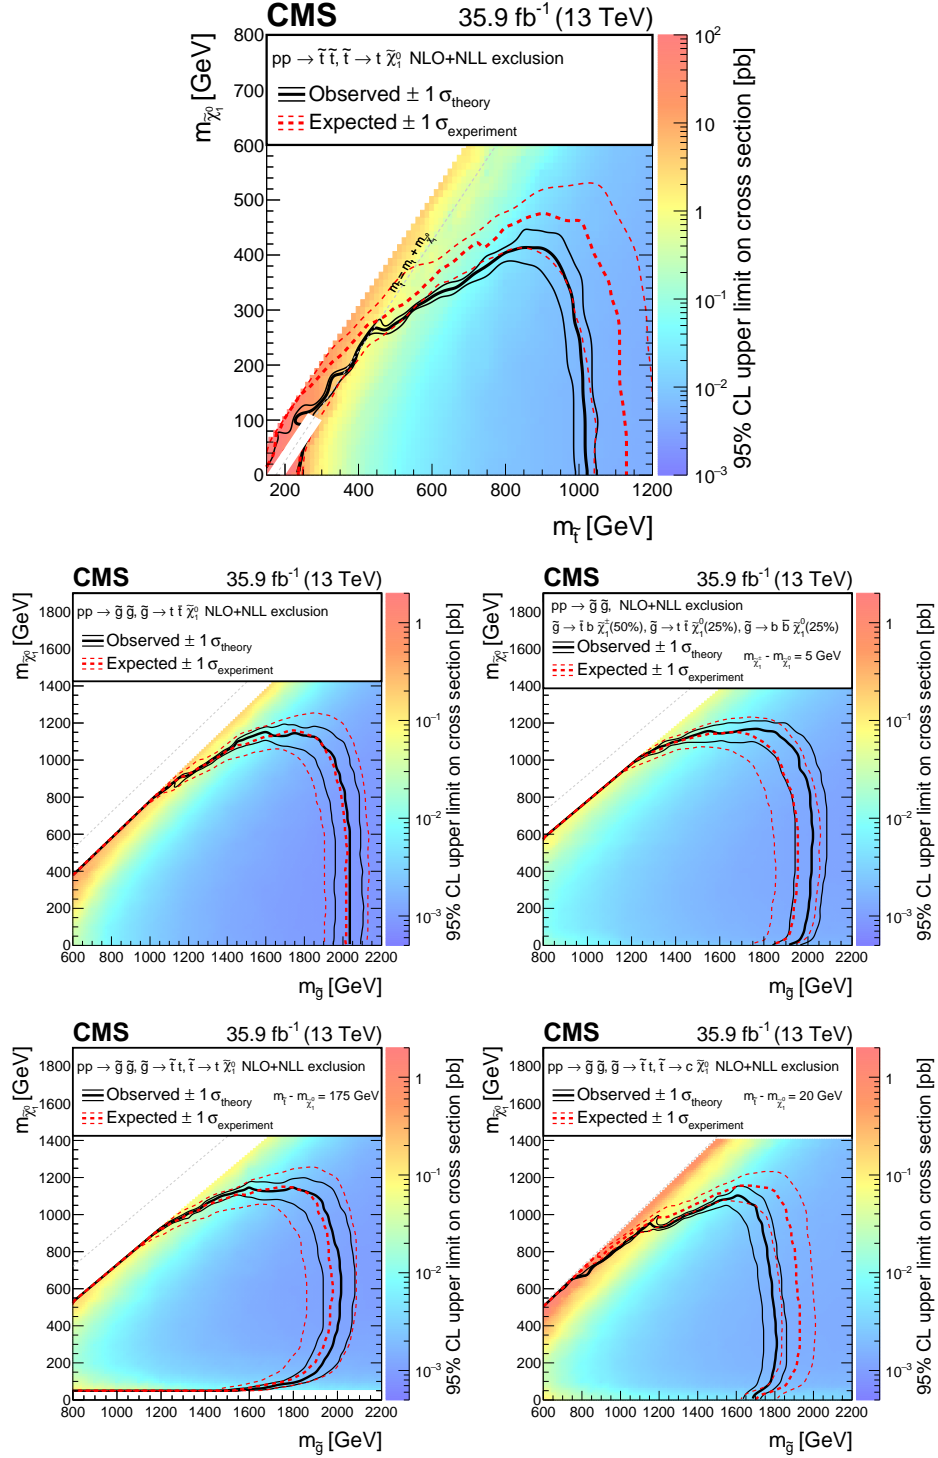 CMS 35.9 fb⁻¹ (13 TeV)
pp → t̃ t̃, t̃ → t χ̃⁰₁ NLO+NLL exclusion
Observed ± 1 σtheory
Expected ± 1 σexperiment
mt̃ = mt + mχ̃⁰₁
mχ̃⁰₁ [GeV]
800
700
600
500
400
300
200
100
0
200 400 600 800 1000 1200
mt̃ [GeV]
10²
10
1
10⁻¹
10⁻²
10⁻³
95% CL upper limit on cross section [pb]
CMS 35.9 fb⁻¹ (13 TeV)
pp → g̃ g̃, g̃ → t t̄ χ̃⁰₁ NLO+NLL exclusion
Observed ± 1 σtheory
Expected ± 1 σexperiment
mχ̃⁰₁ [GeV]
1800
1600
1400
1200
1000
800
600
400
200
0
600 800 1000 1200 1400 1600 1800 2000 2200
mg̃ [GeV]
1
10⁻¹
10⁻²
10⁻³
95% CL upper limit on cross section [pb]
CMS 35.9 fb⁻¹ (13 TeV)
pp → g̃ g̃, NLO+NLL exclusion
g̃ → t̄ b χ̃±₁(50%), g̃ → t t̄ χ̃⁰₁(25%), g̃ → b b̄ χ̃⁰₁(25%)
Observed ± 1 σtheory mχ̃±₁ - mχ̃⁰₁ = 5 GeV
Expected ± 1 σexperiment
mχ̃⁰₁ [GeV]
1800
1600
1400
1200
1000
800
600
400
200
0
800 1000 1200 1400 1600 1800 2000 2200
mg̃ [GeV]
1
10⁻¹
10⁻²
10⁻³
95% CL upper limit on cross section [pb]
CMS 35.9 fb⁻¹ (13 TeV)
pp → g̃ g̃, g̃ → t̃ t, t̃ → t χ̃⁰₁ NLO+NLL exclusion
Observed ± 1 σtheory mt̃ - mχ̃⁰₁ = 175 GeV
Expected ± 1 σexperiment
mχ̃⁰₁ [GeV]
1800
1600
1400
1200
1000
800
600
400
200
0
800 1000 1200 1400 1600 1800 2000 2200
mg̃ [GeV]
1
10⁻¹
10⁻²
10⁻³
95% CL upper limit on cross section [pb]
CMS 35.9 fb⁻¹ (13 TeV)
pp → g̃ g̃, g̃ → t̃ t, t̃ → c χ̃⁰₁ NLO+NLL exclusion
Observed ± 1 σtheory mt̃ - mχ̃⁰₁ = 20 GeV
Expected ± 1 σexperiment
mχ̃⁰₁ [GeV]
1800
1600
1400
1200
1000
800
600
400
200
0
600 800 1000 1200 1400 1600 1800 2000 2200
mg̃ [GeV]
1
10⁻¹
10⁻²
10⁻³
95% CL upper limit on cross section [pb]